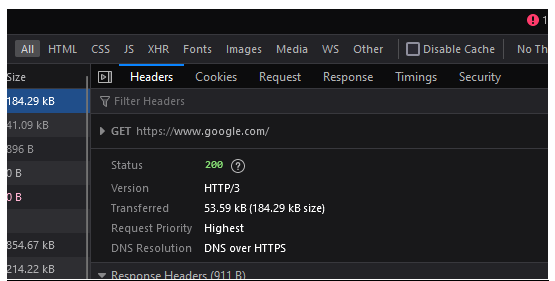 1
All HTML CSS JS XHR Fonts Images Media WS Other Disable Cache No Th
Size Headers Cookies Request Response Timings Security
184.29 kB Filter Headers
41.09 kB GET https://www.google.com/
896 B Status 200 ?
0 B Version HTTP/3
0 B Transferred 53.59 kB (184.29 kB size)
Request Priority Highest
854.67 kB DNS Resolution DNS over HTTPS
214.22 kB Response Headers (911 B)